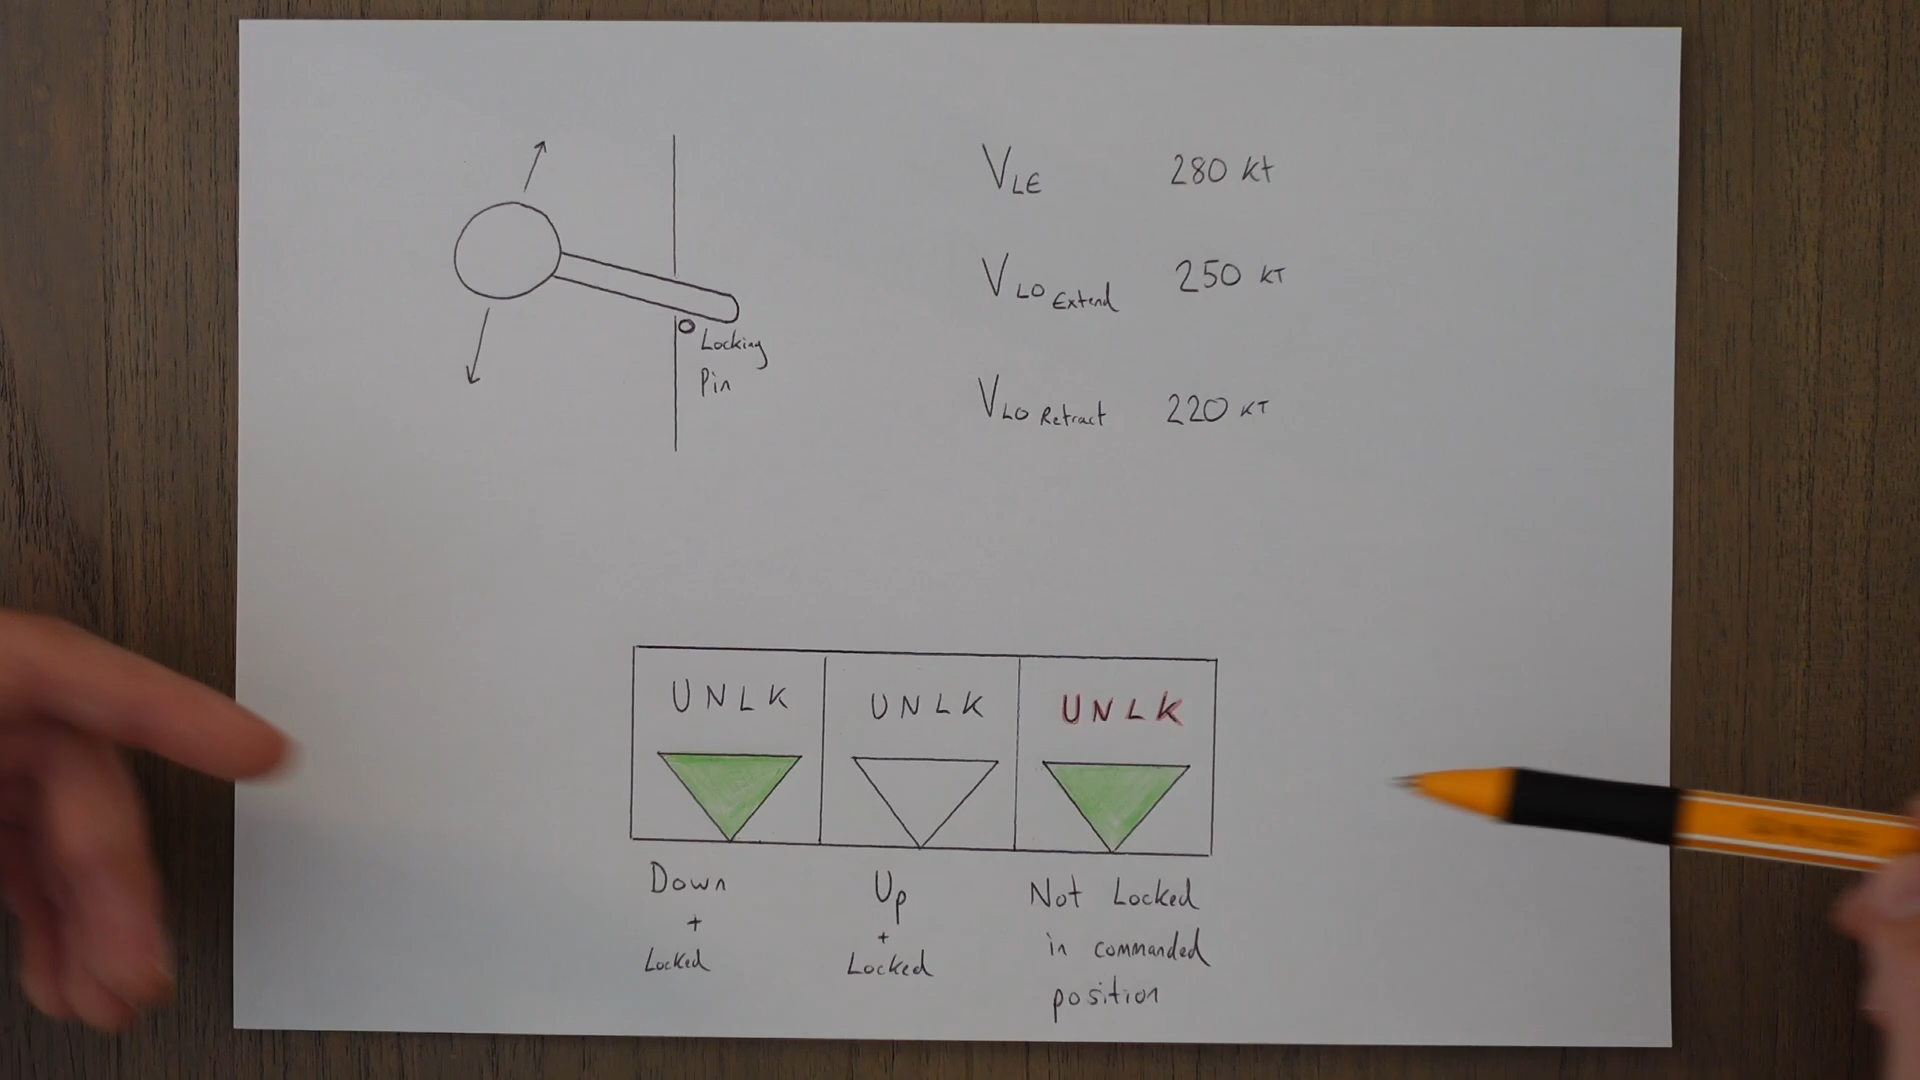 Locking
Pin
VLE 280 kt
VLO Extend 250 KT
VLO Retract 220 KT
UNLK UNLK UNLK
Down
+
Locked
Up
+
Locked
Not Locked
in commanded
position